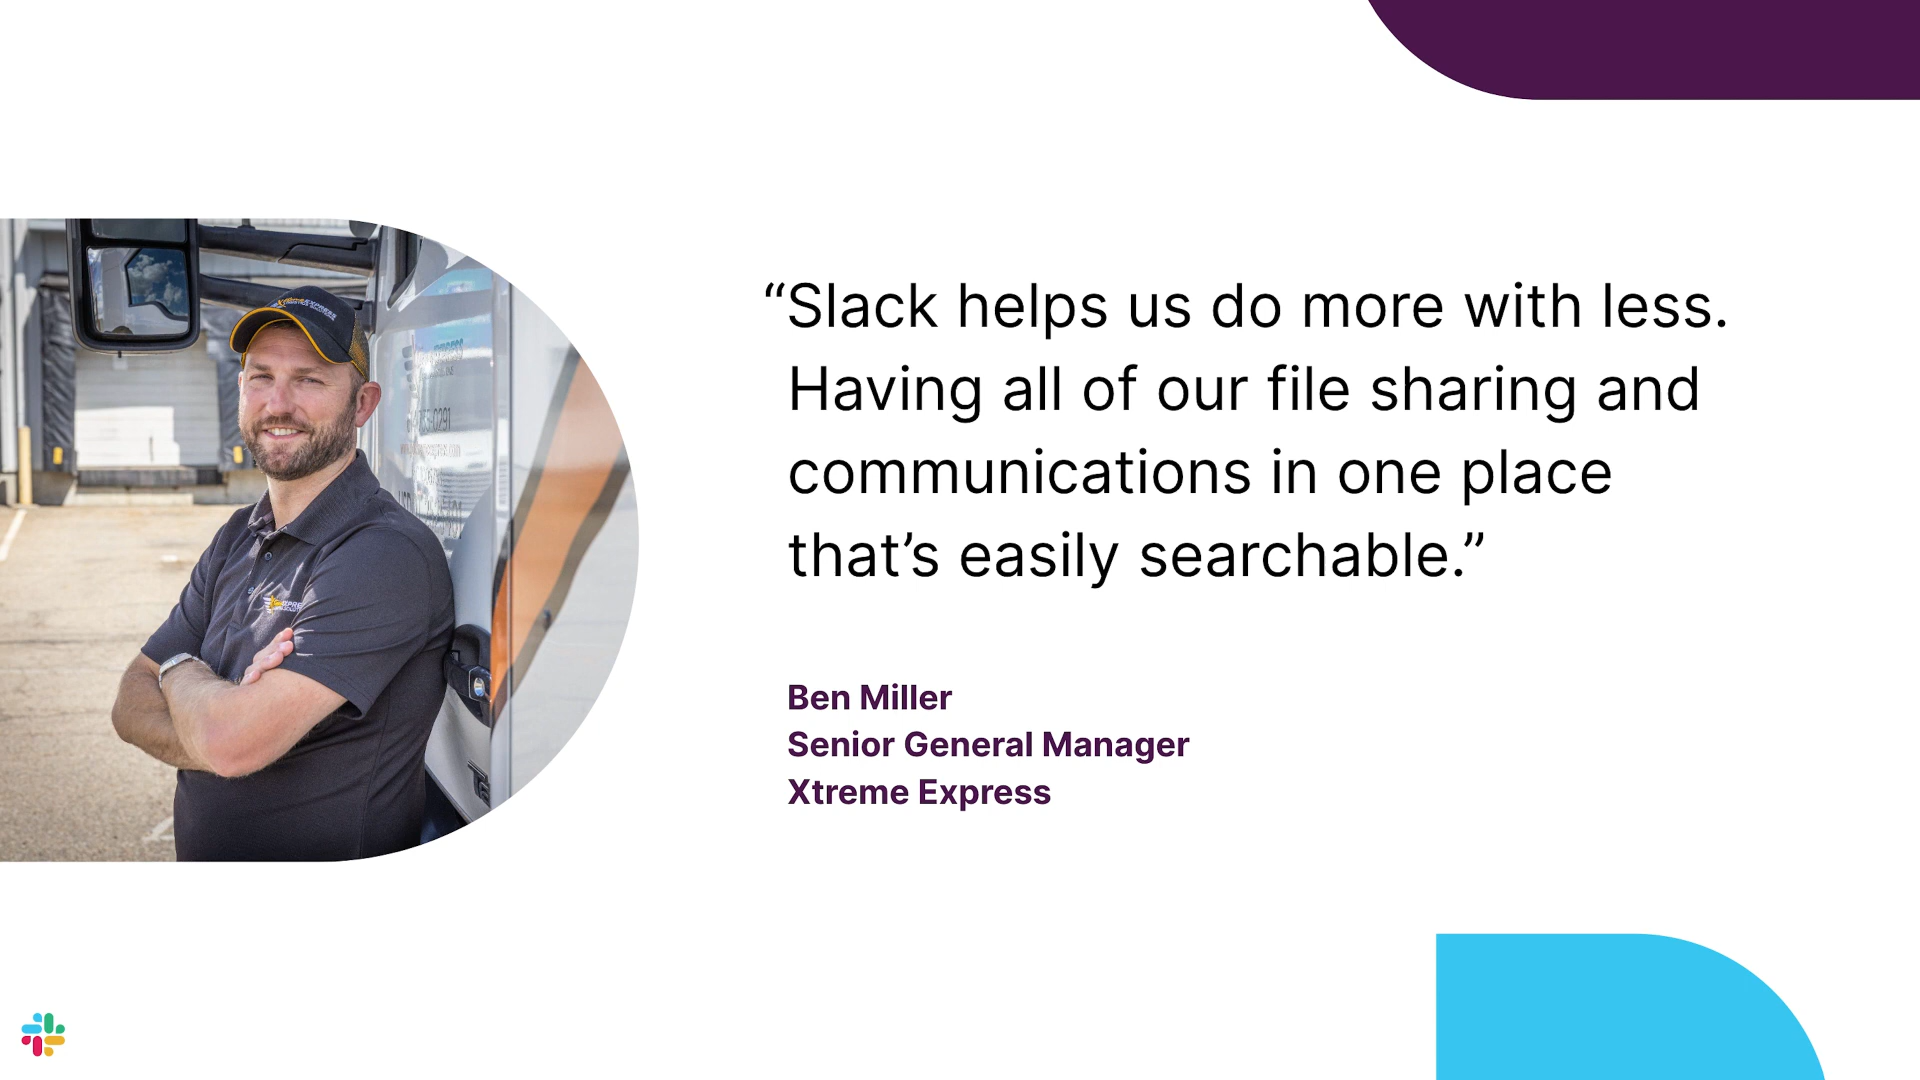 “Slack helps us do more with less.
Having all of our file sharing and
communications in one place
that’s easily searchable.”
Ben Miller
Senior General Manager
Xtreme Express